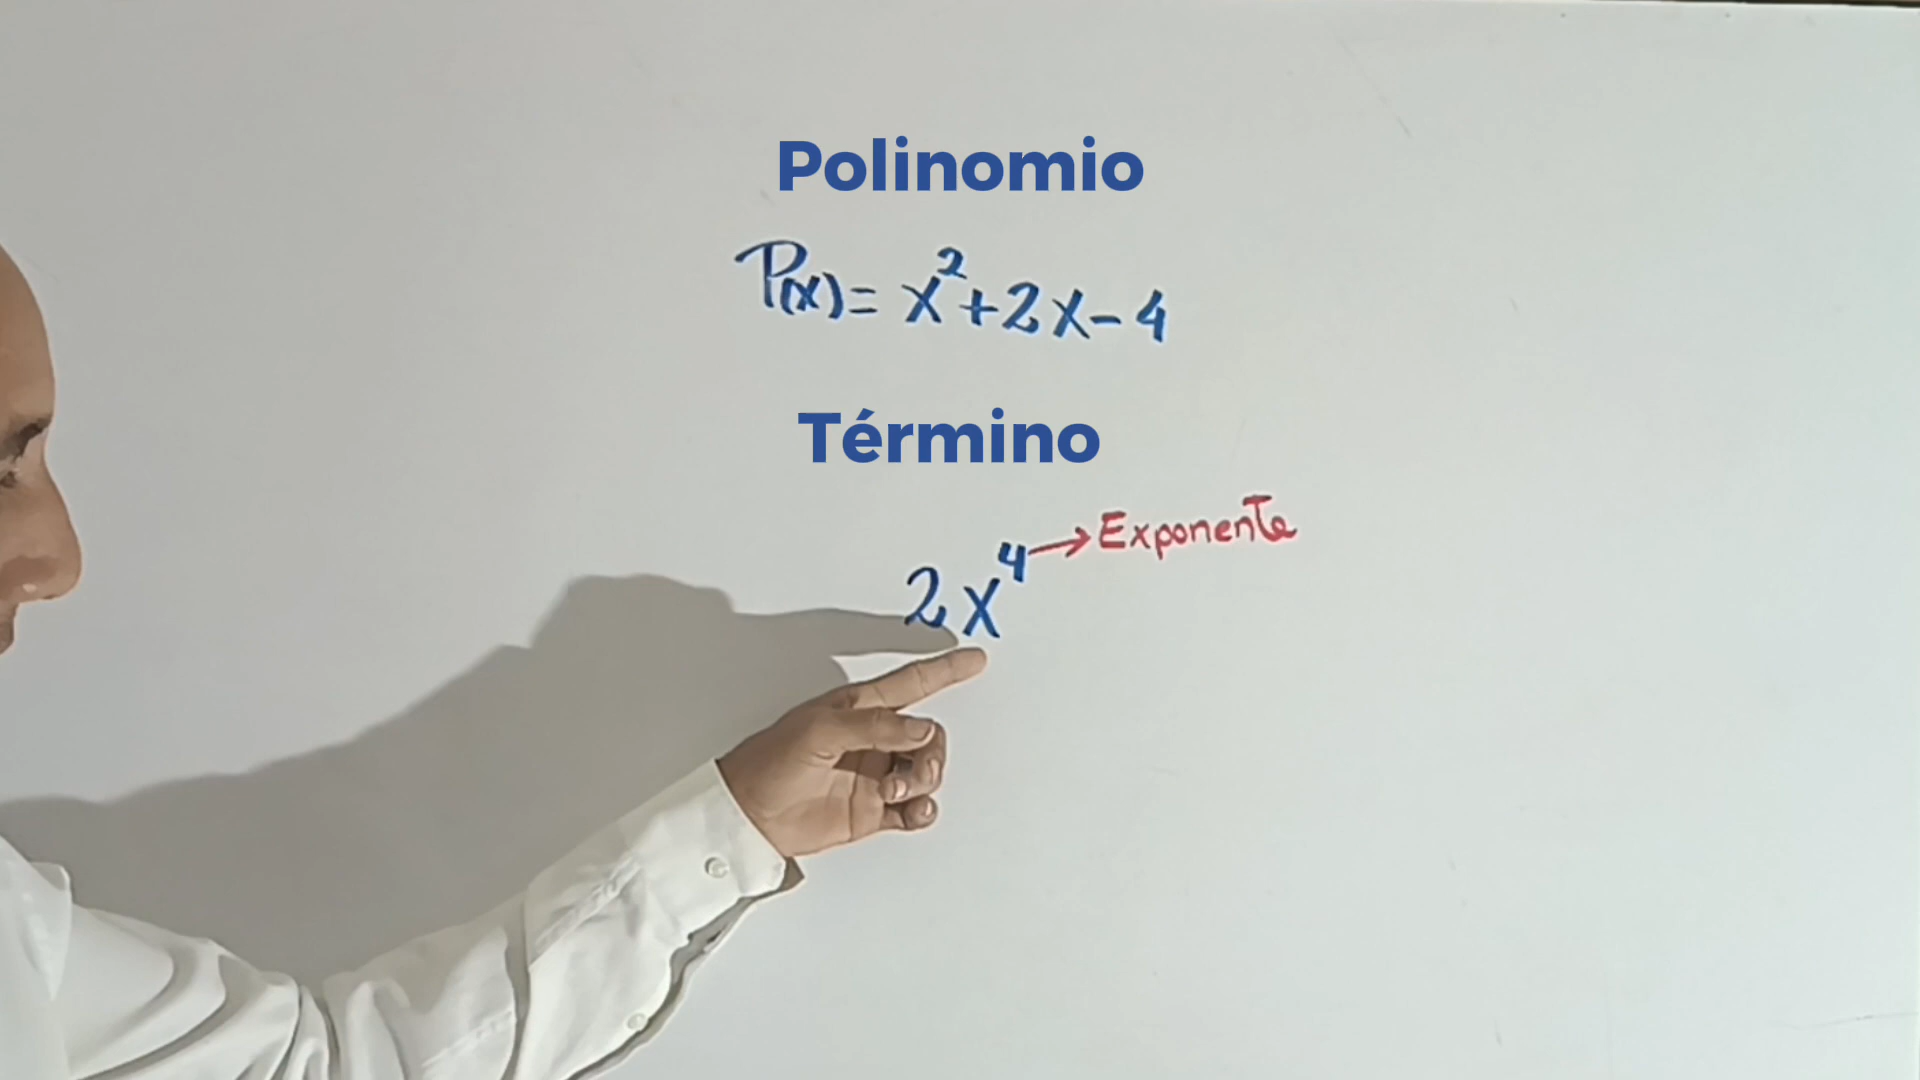 Polinomio
P(x)= x²+2x-4
Término
2x⁴ → Exponente